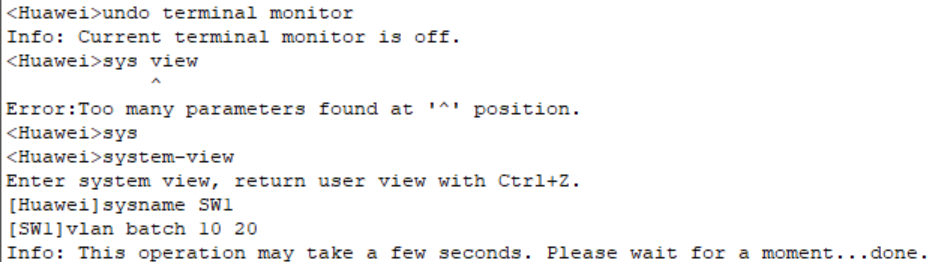 <Huawei>undo terminal monitor
Info: Current terminal monitor is off.
<Huawei>sys view
^
Error:Too many parameters found at '^' position.
<Huawei>sys
<Huawei>system-view
Enter system view, return user view with Ctrl+Z.
[Huawei]sysname SW1
[SW1]vlan batch 10 20
Info: This operation may take a few seconds. Please wait for a moment...done.